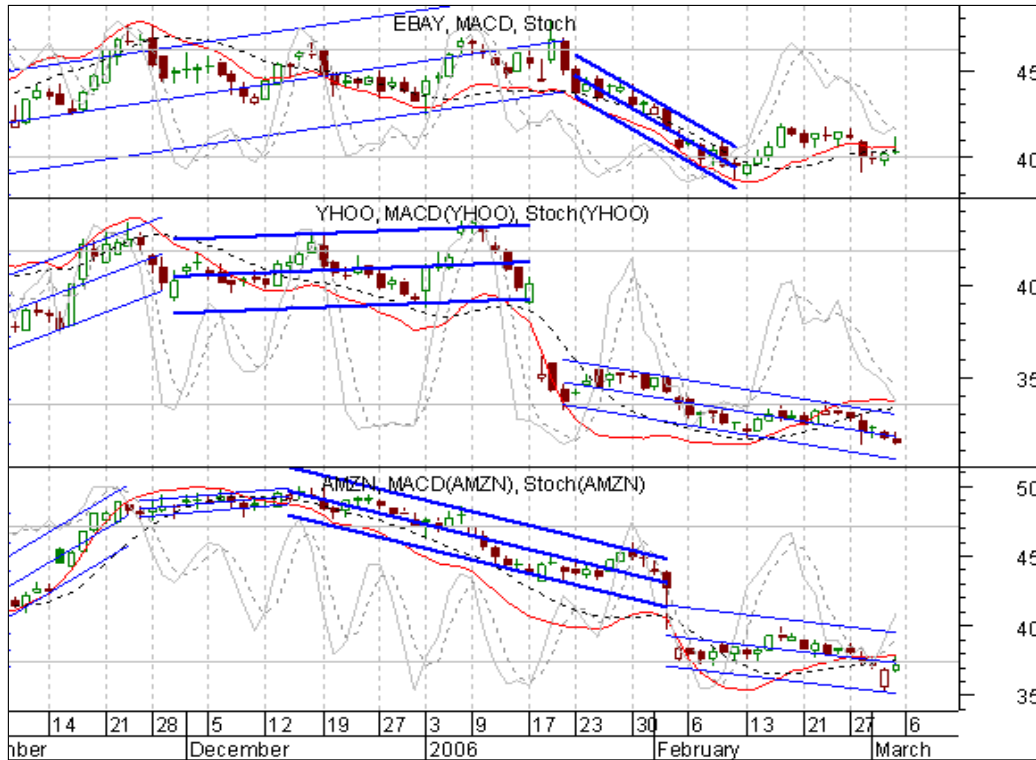 EBAY, MACD, Stoch
45
40
YHOO, MACD(YHOO), Stoch(YHOO)
40
35
AMZN, MACD(AMZN), Stoch(AMZN)
50
45
40
35
14 21 28 5 12 19 27 3 9 17 23 30 6 13 21 27 6
mber December 2006 February March